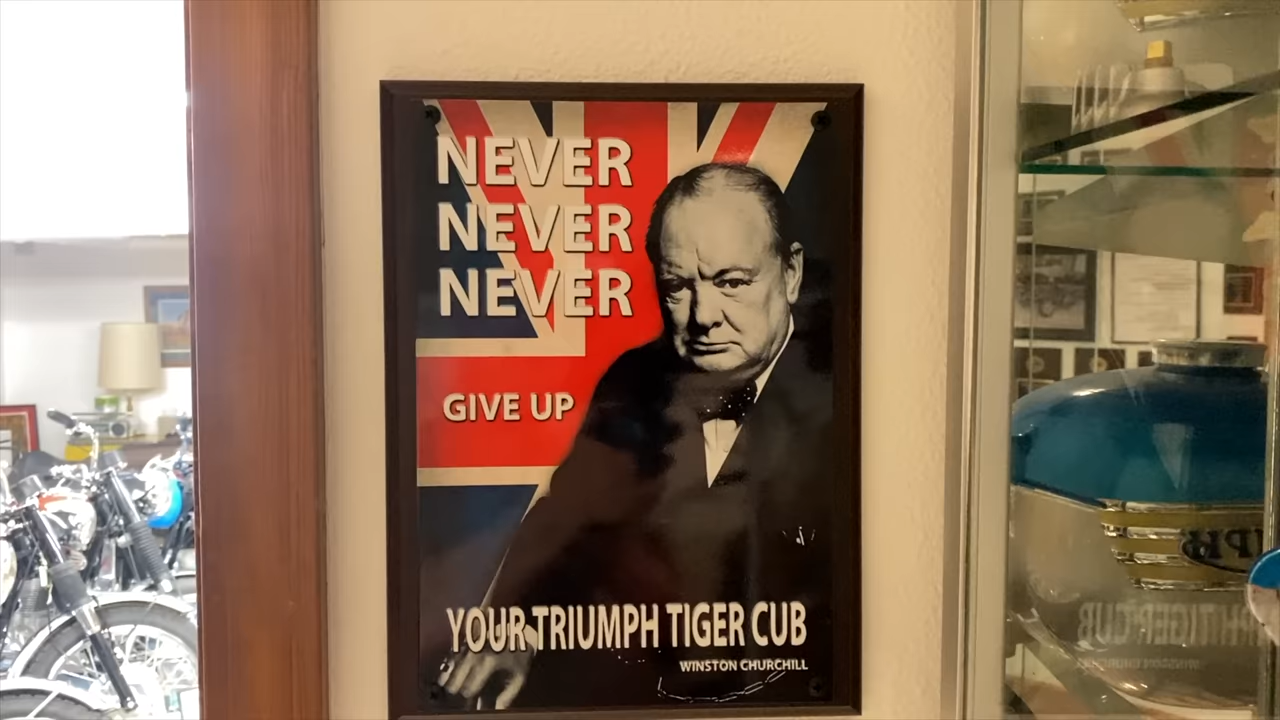 NEVER
NEVER
NEVER
GIVE UP
YOUR TRIUMPH TIGER CUB
WINSTON CHURCHILL